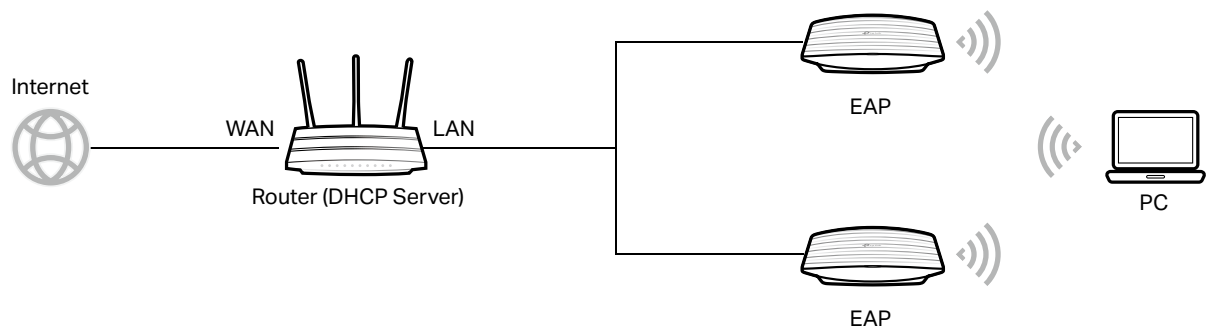 Internet
WAN
LAN
Router (DHCP Server)
EAP
PC
EAP